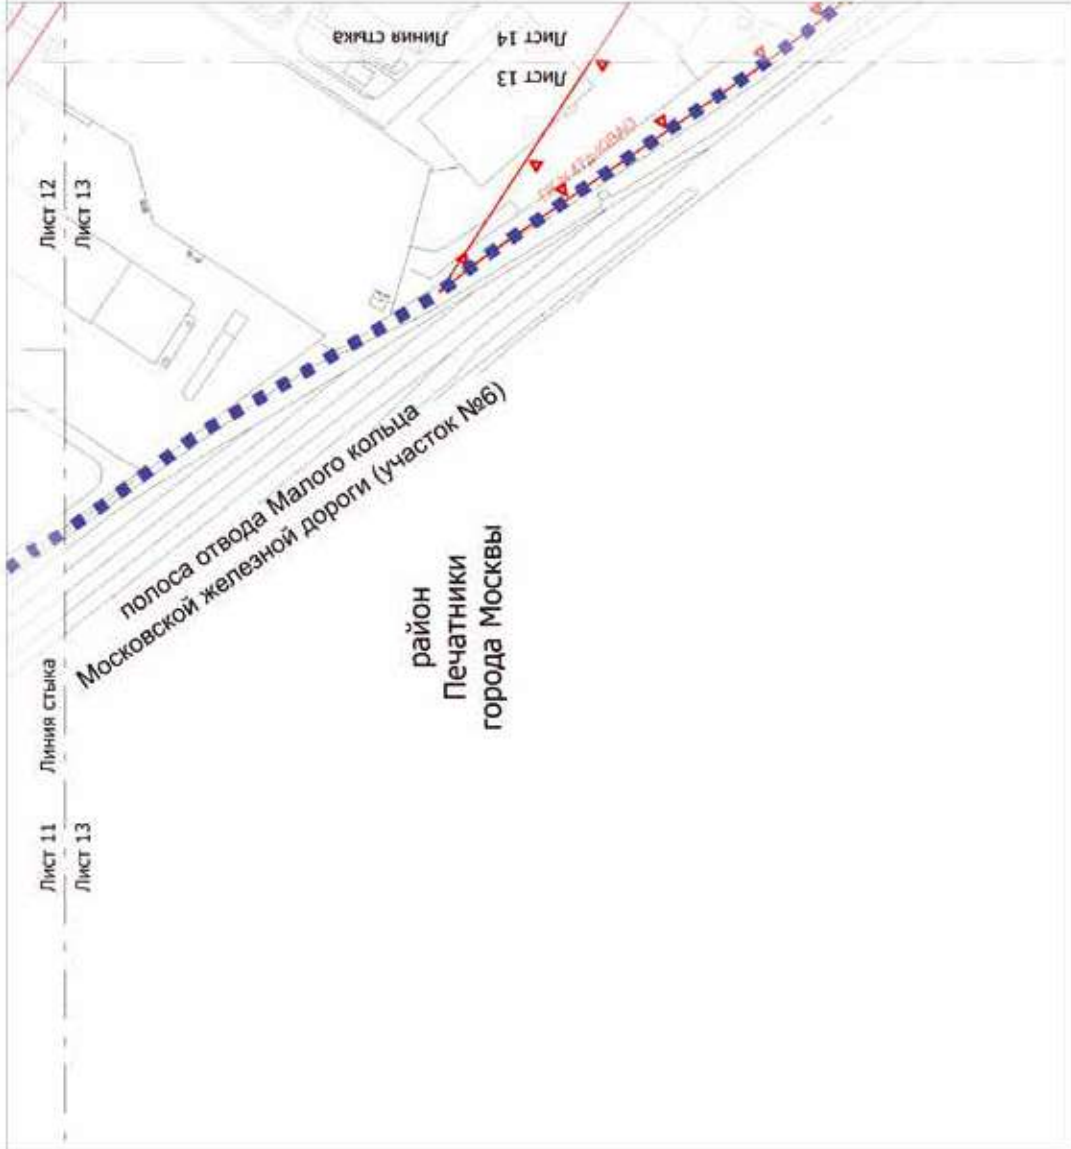 Линия стыка
Лист 14
Лист 13
Лист 12
Лист 13
полоса отвода Малого кольца
Московской железной дороги (участок №6)
район
Печатники
города Москвы
Линия стыка
Лист 11
Лист 13